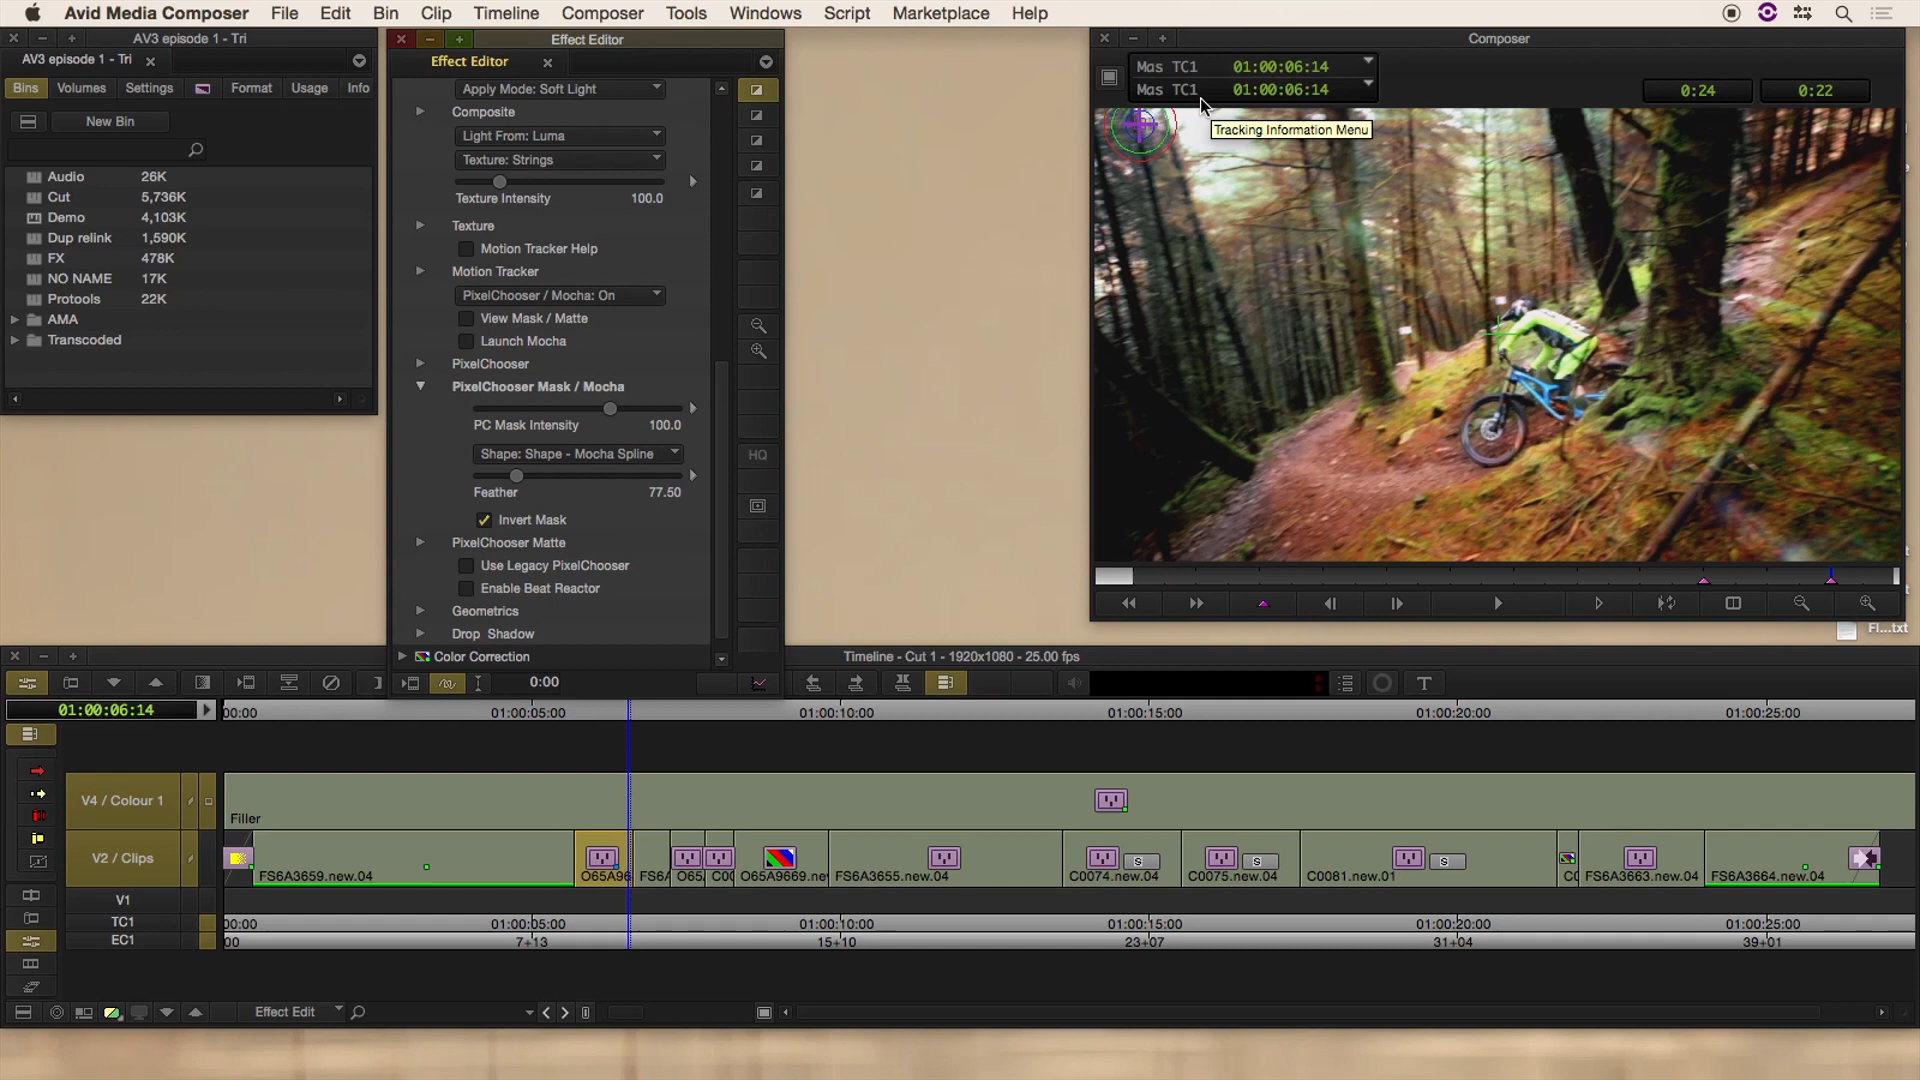 Avid Media Composer File Edit Bin Clip Timeline Composer Tools Windows Script Marketplace Help
AV3 episode 1 - Tri
AV3 episode 1 - Tri
Bins Volumes Settings Format Usage Info
New Bin
Audio 26K
Cut 5,736K
Demo 4,103K
Dup relink 1,590K
FX 478K
NO NAME 17K
Protools 22K
AMA
Transcoded
Effect Editor
Effect Editor
Apply Mode: Soft Light
Composite
Light From: Luma
Texture: Strings
Texture Intensity 100.0
Texture
Motion Tracker Help
Motion Tracker
PixelChooser / Mocha: On
View Mask / Matte
Launch Mocha
PixelChooser
PixelChooser Mask / Mocha
PC Mask Intensity 100.0
Shape: Shape - Mocha Spline
Feather 77.50
Invert Mask
PixelChooser Matte
Use Legacy PixelChooser
Enable Beat Reactor
Geometrics
Drop Shadow
Color Correction
0:00
HQ
Composer
Mas TC1 01:00:06:14
Mas TC1 01:00:06:14
0:24 0:22
Tracking Information Menu
Fl...txt
Timeline - Cut 1 - 1920x1080 - 25.00 fps
T
01:00:06:14
00:00 01:00:05:00 01:00:10:00 01:00:15:00 01:00:20:00 01:00:25:00
V4 / Colour 1
Filler
V2 / Clips
S S S
FS6A3659.new.04 O65A96 FS6A O65 C00 O65A9669.ne FS6A3655.new.04 C0074.new.04 C0075.new.04 C0081.new.01 C0 FS6A3663.new.04 FS6A3664.new.04
V1
TC1 00:00 01:00:05:00 01:00:10:00 01:00:15:00 01:00:20:00 01:00:25:00
EC1 00 7+13 15+10 23+07 31+04 39+01
Effect Edit